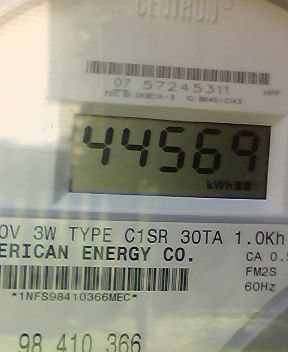 CENTRON
07 57245311
44569
kWh
0V 3W TYPE C1SR 30TA 1.0Kh
ERICAN ENERGY CO.
CA 0.
FM2S
*1NFS98410366MEC*
60Hz
98 410 366